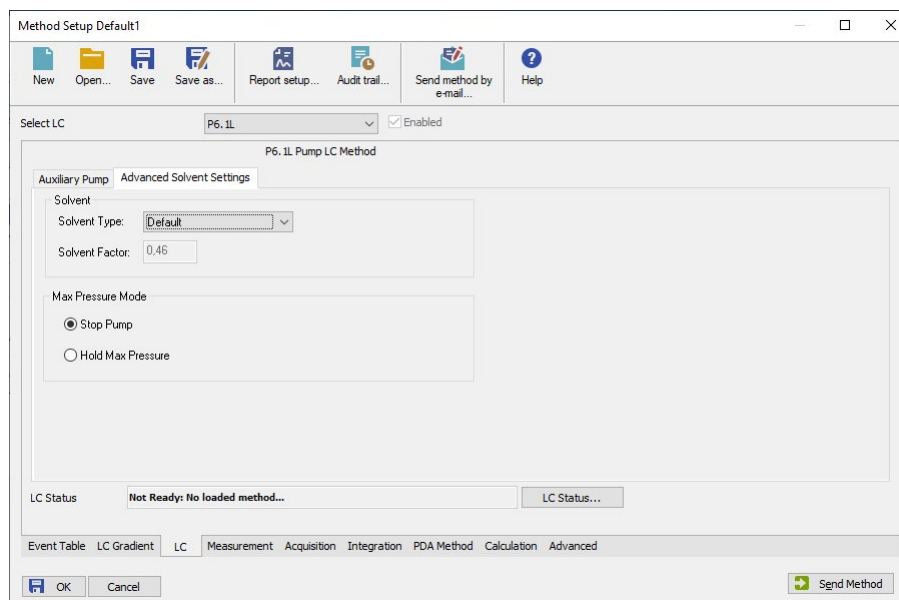 Method Setup Default1
New Open... Save Save as... Report setup... Audit trail... Send method by e-mail... Help
Select LC P6.1L Enabled
P6.1L Pump LC Method
Auxiliary Pump Advanced Solvent Settings
Solvent
Solvent Type: Default
Solvent Factor: 0,46
Max Pressure Mode
Stop Pump
Hold Max Pressure
LC Status Not Ready: No loaded method... LC Status...
Event Table LC Gradient LC Measurement Acquisition Integration PDA Method Calculation Advanced
OK Cancel Send Method